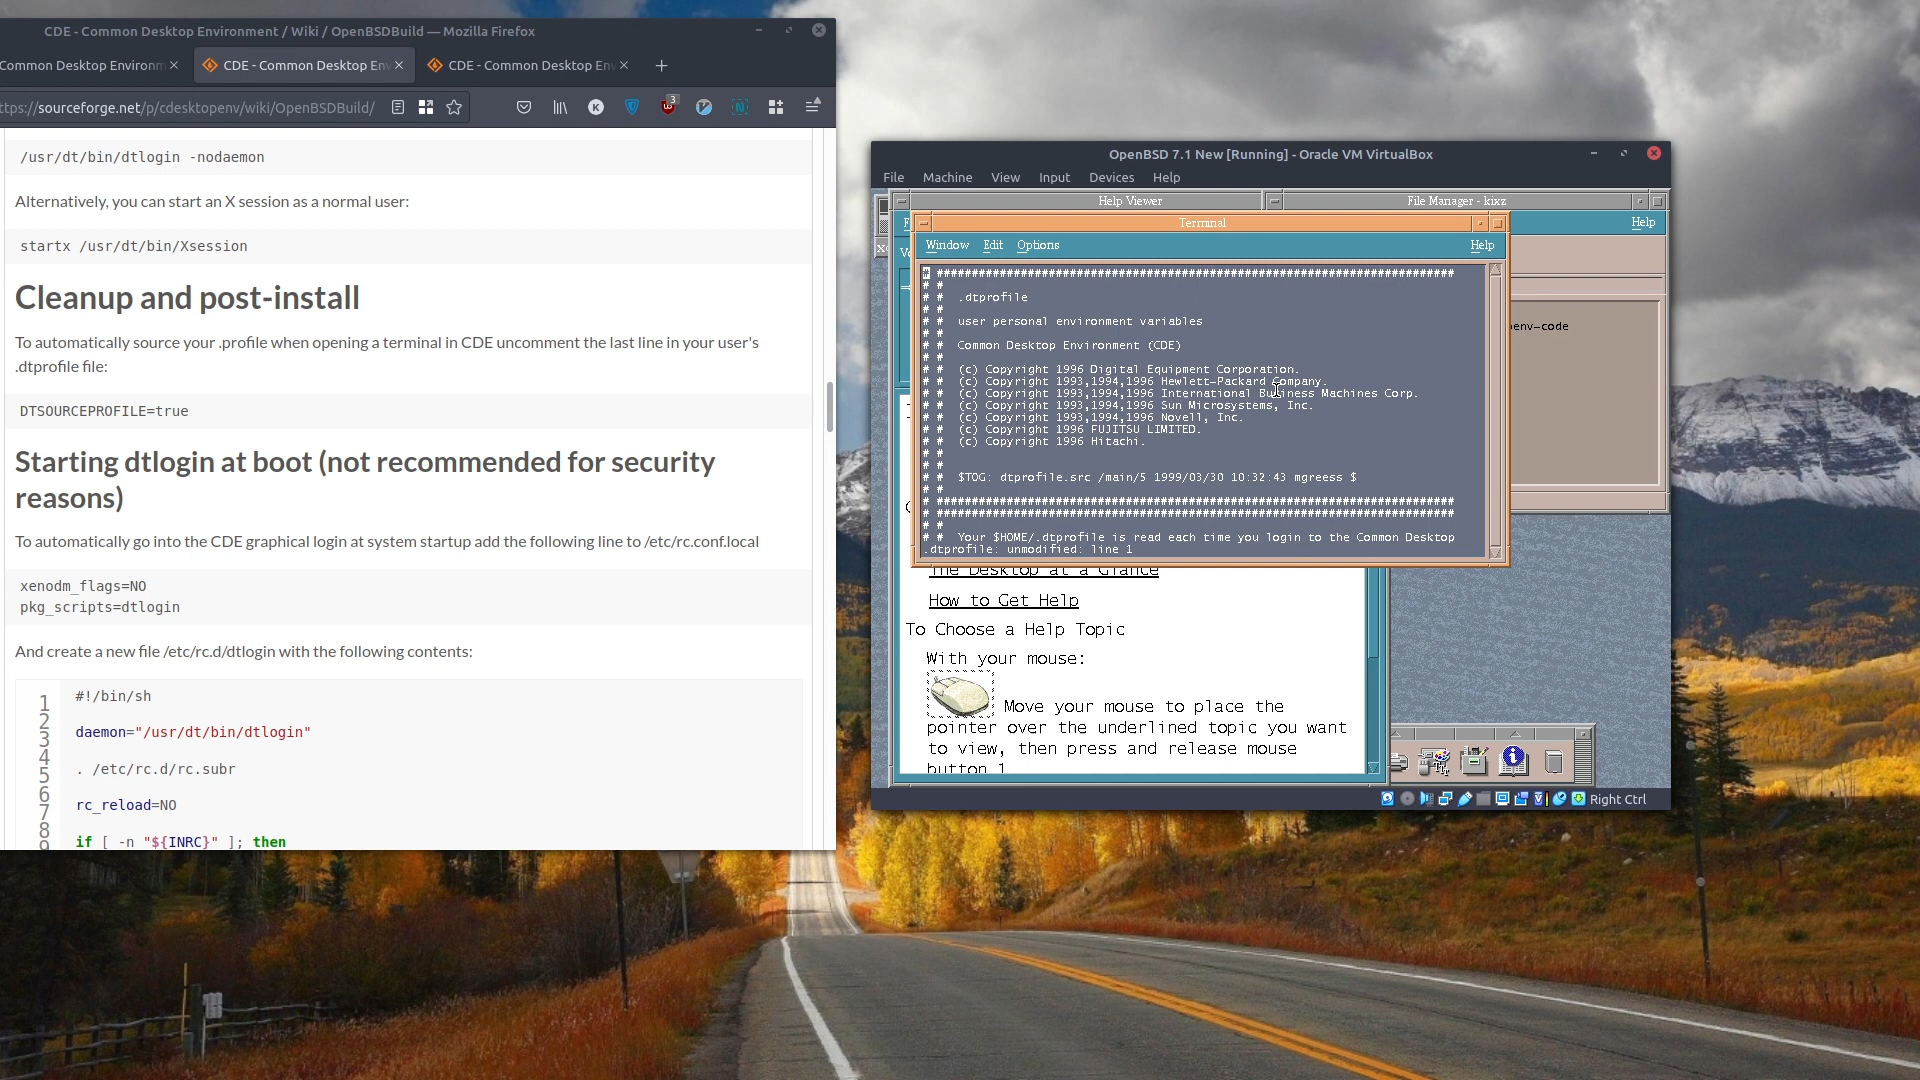 CDE - Common Desktop Environment / Wiki / OpenBSDBuild — Mozilla Firefox
Common Desktop Environm
CDE - Common Desktop En
CDE - Common Desktop En
ttps://sourceforge.net/p/cdesktopenv/wiki/OpenBSDBuild/
3
/usr/dt/bin/dtlogin -nodaemon
Alternatively, you can start an X session as a normal user:
startx /usr/dt/bin/Xsession
Cleanup and post-install
To automatically source your .profile when opening a terminal in CDE uncomment the last line in your user's
.dtprofile file:
DTSOURCEPROFILE=true
Starting dtlogin at boot (not recommended for security
reasons)
To automatically go into the CDE graphical login at system startup add the following line to /etc/rc.conf.local
xenodm_flags=NO
pkg_scripts=dtlogin
And create a new file /etc/rc.d/dtlogin with the following contents:
1
2
3
4
5
6
7
8
9
#!/bin/sh
daemon="/usr/dt/bin/dtlogin"
. /etc/rc.d/rc.subr
rc_reload=NO
if [ -n "${INRC}" ]; then
OpenBSD 7.1 New [Running] - Oracle VM VirtualBox
File Machine View Input Devices Help
Help Viewer
File Manager - kixz
Help
Terminal
Window Edit Options Help
# ##########################################################################
# #
# # .dtprofile
# #
# # user personal environment variables
# #
# # Common Desktop Environment (CDE)
# #
# # (c) Copyright 1996 Digital Equipment Corporation.
# # (c) Copyright 1993,1994,1996 Hewlett-Packard Company.
# # (c) Copyright 1993,1994,1996 International Business Machines Corp.
# # (c) Copyright 1993,1994,1996 Sun Microsystems, Inc.
# # (c) Copyright 1993,1994,1996 Novell, Inc.
# # (c) Copyright 1996 FUJITSU LIMITED.
# # (c) Copyright 1996 Hitachi.
# #
# #
# # $TOG: dtprofile.src /main/5 1999/03/30 10:32:43 mgreess $
# #
# ##########################################################################
# ##########################################################################
# #
# # Your $HOME/.dtprofile is read each time you login to the Common Desktop
.dtprofile: unmodified: line 1
env-code
The Desktop at a Glance
How to Get Help
To Choose a Help Topic
With your mouse:
Move your mouse to place the
pointer over the underlined topic you want
to view, then press and release mouse
button 1
Right Ctrl